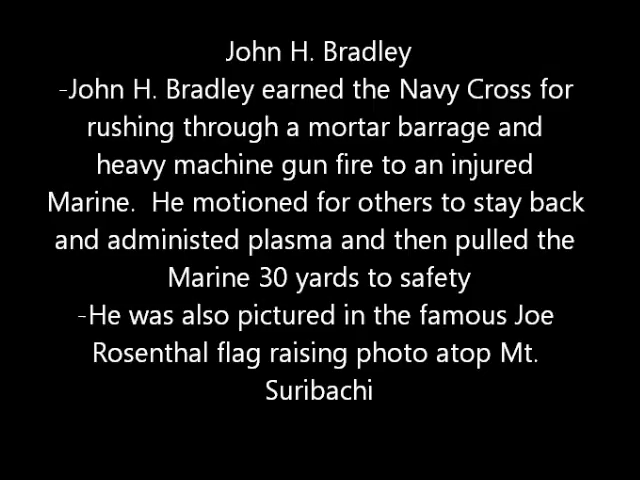 John H. Bradley
-John H. Bradley earned the Navy Cross for
rushing through a mortar barrage and
heavy machine gun fire to an injured
Marine.  He motioned for others to stay back
and administed plasma and then pulled the
Marine 30 yards to safety
-He was also pictured in the famous Joe
Rosenthal flag raising photo atop Mt.
Suribachi